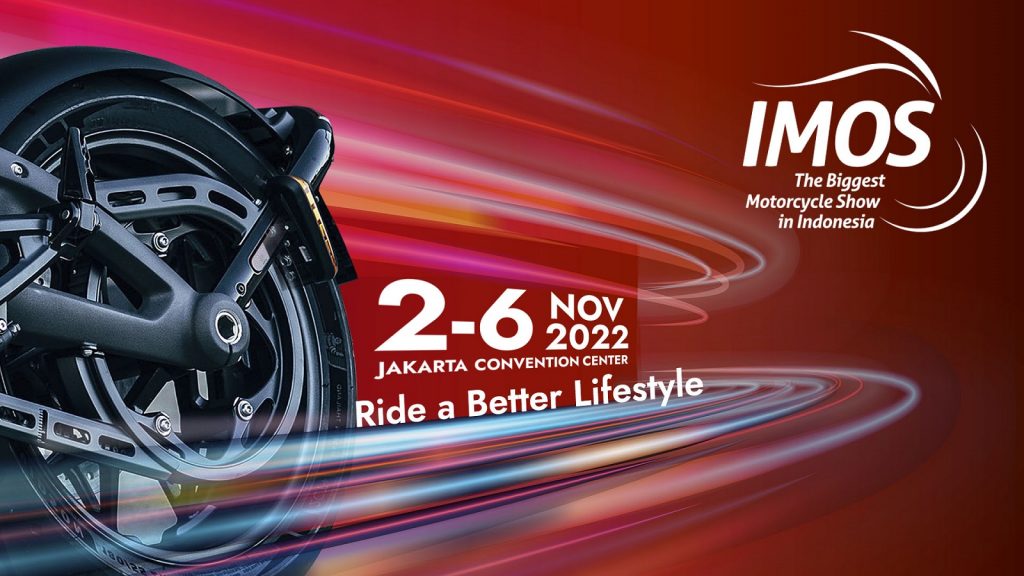 IMOS
The Biggest
Motorcycle Show
in Indonesia
2-6 NOV
2022
JAKARTA CONVENTION CENTER
Ride a Better Lifestyle